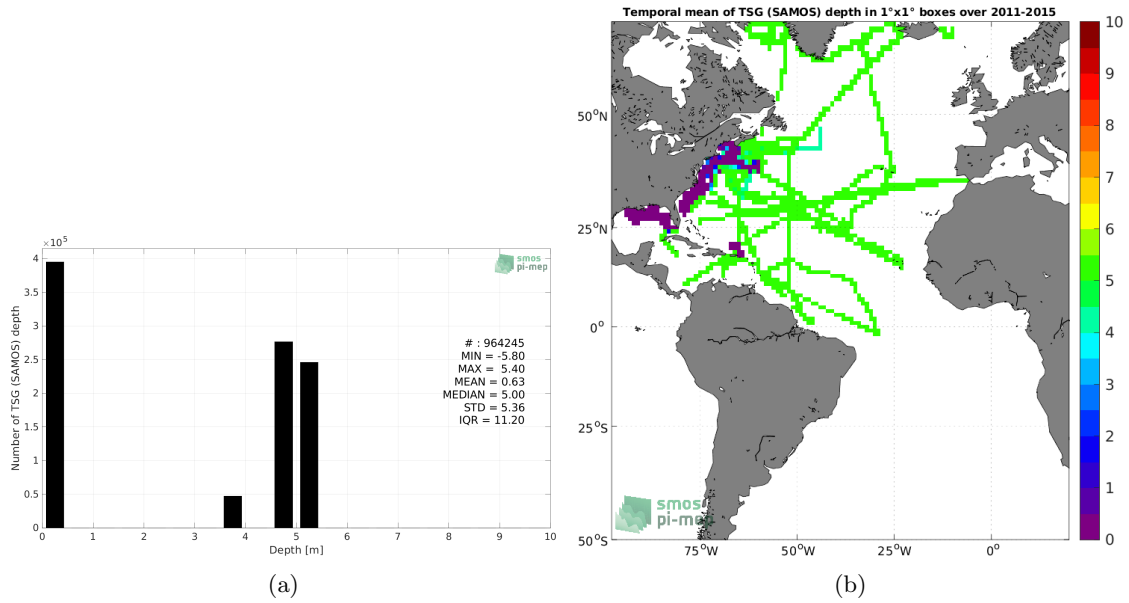 ×10⁵
4
3.5
3
2.5
2
1.5
1
0.5
0
Number of TSG (SAMOS) depth
smos
pi-mep
# : 964245
MIN = -5.80
MAX = 5.40
MEAN = 0.63
MEDIAN = 5.00
STD = 5.36
IQR = 11.20
0 1 2 3 4 5 6 7 8 9 10
Depth [m]
(a)
Temporal mean of TSG (SAMOS) depth in 1°x1° boxes over 2011-2015
50°N
25°N
0°
25°S
50°S
smos
pi-mep
75°W 50°W 25°W 0°
10
9
8
7
6
5
4
3
2
1
0
(b)